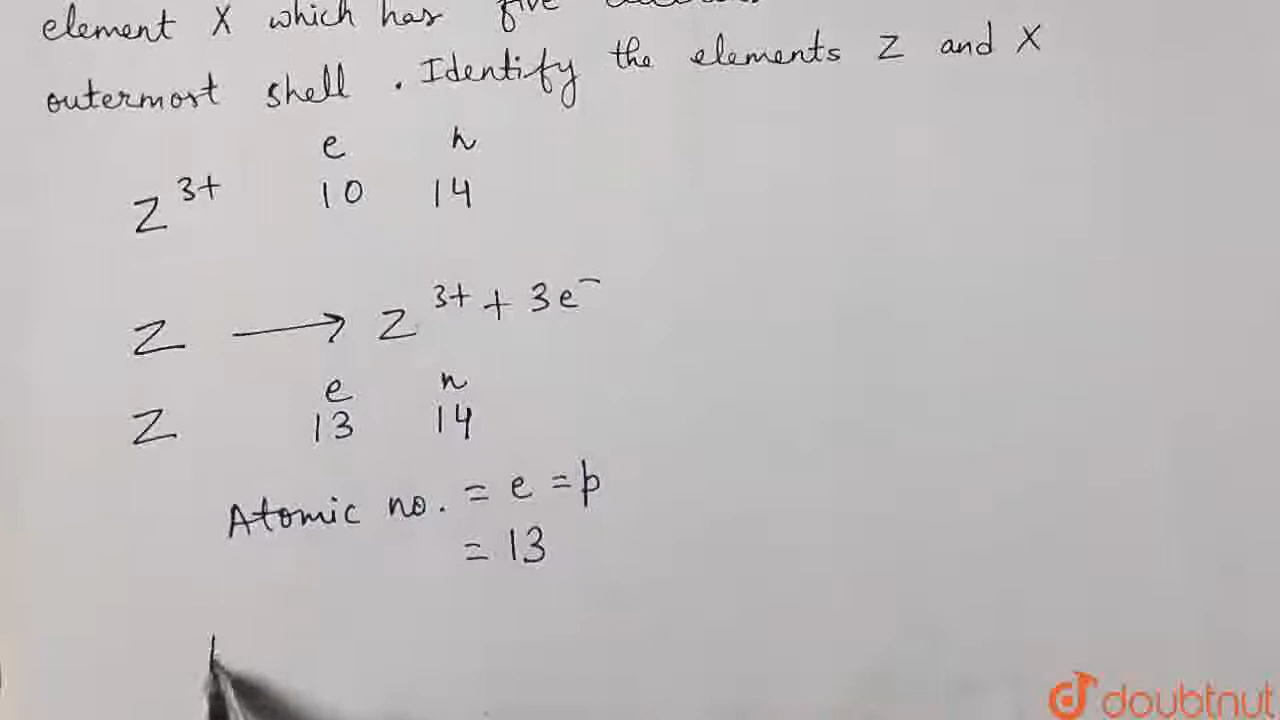 element X which has five
outermost shell . Identify the elements Z and X
e n
Z³⁺ 10 14
Z ⟶ Z³⁺ + 3e⁻
e n
Z 13 14
Atomic no. = e = p
= 13
doubtnut